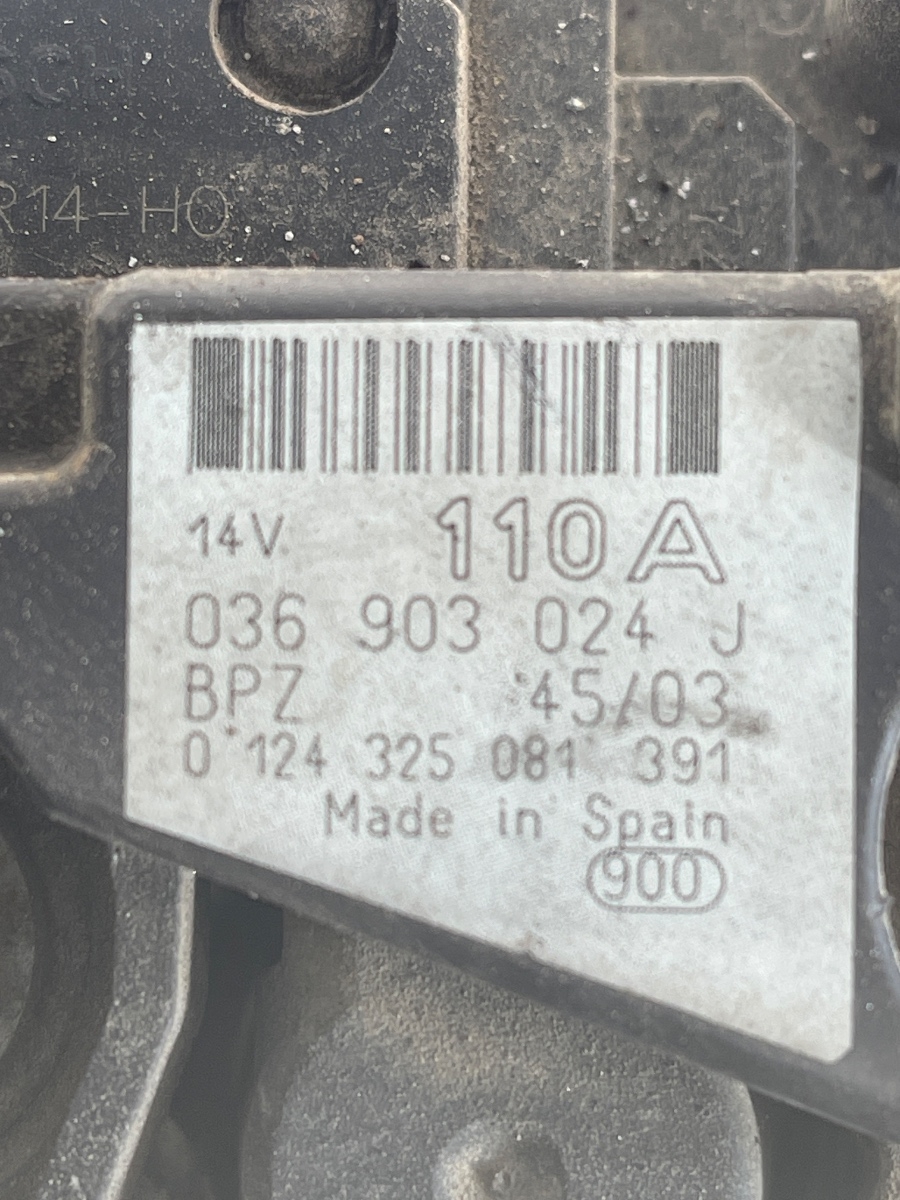 R14-HO
14V 110A
036 903 024 J
BPZ 45/03
0 124 325 081 391
Made in Spain
900